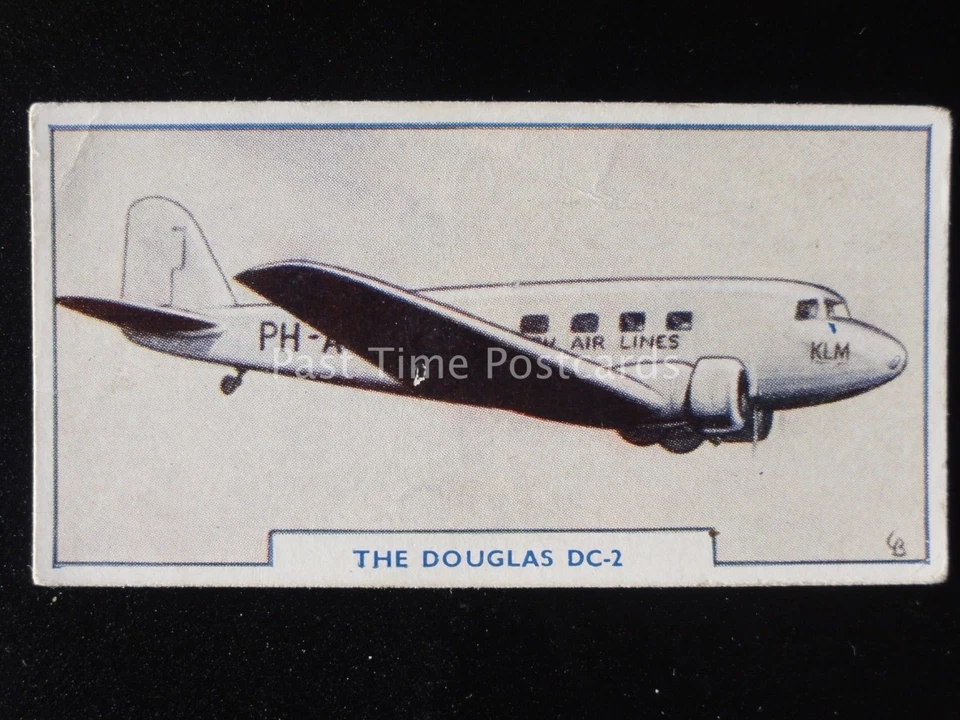 PH-A
AIR LINES
KLM
Past Time Postcards
THE DOUGLAS DC-2